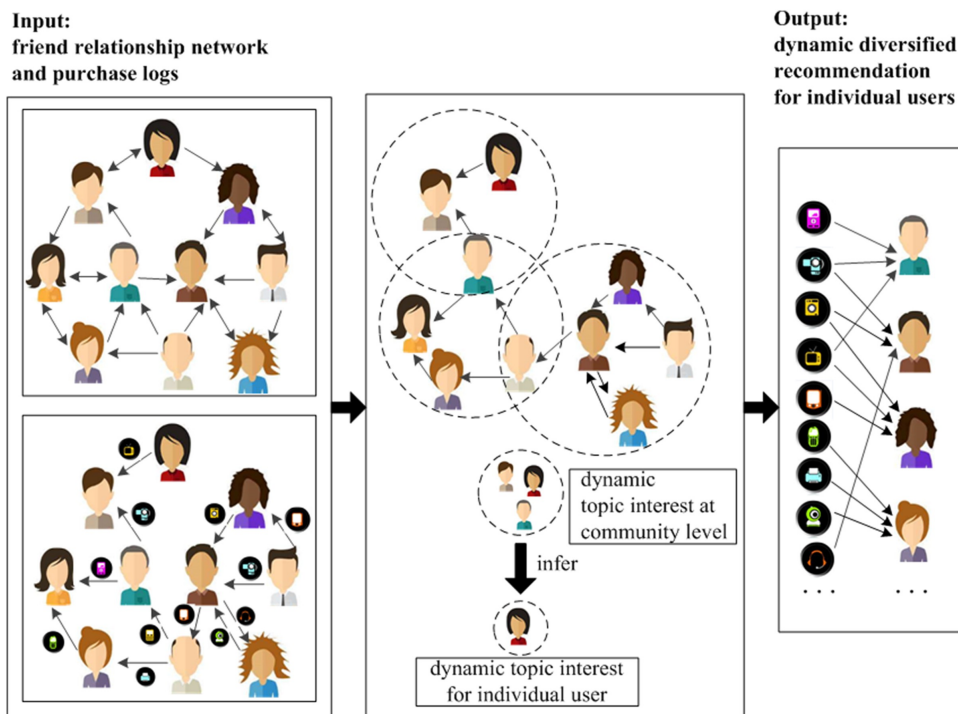 Input:
friend relationship network
and purchase logs
Output:
dynamic diversified
recommendation
for individual users
dynamic
topic interest at
community level
infer
dynamic topic interest
for individual user
. . . . . .